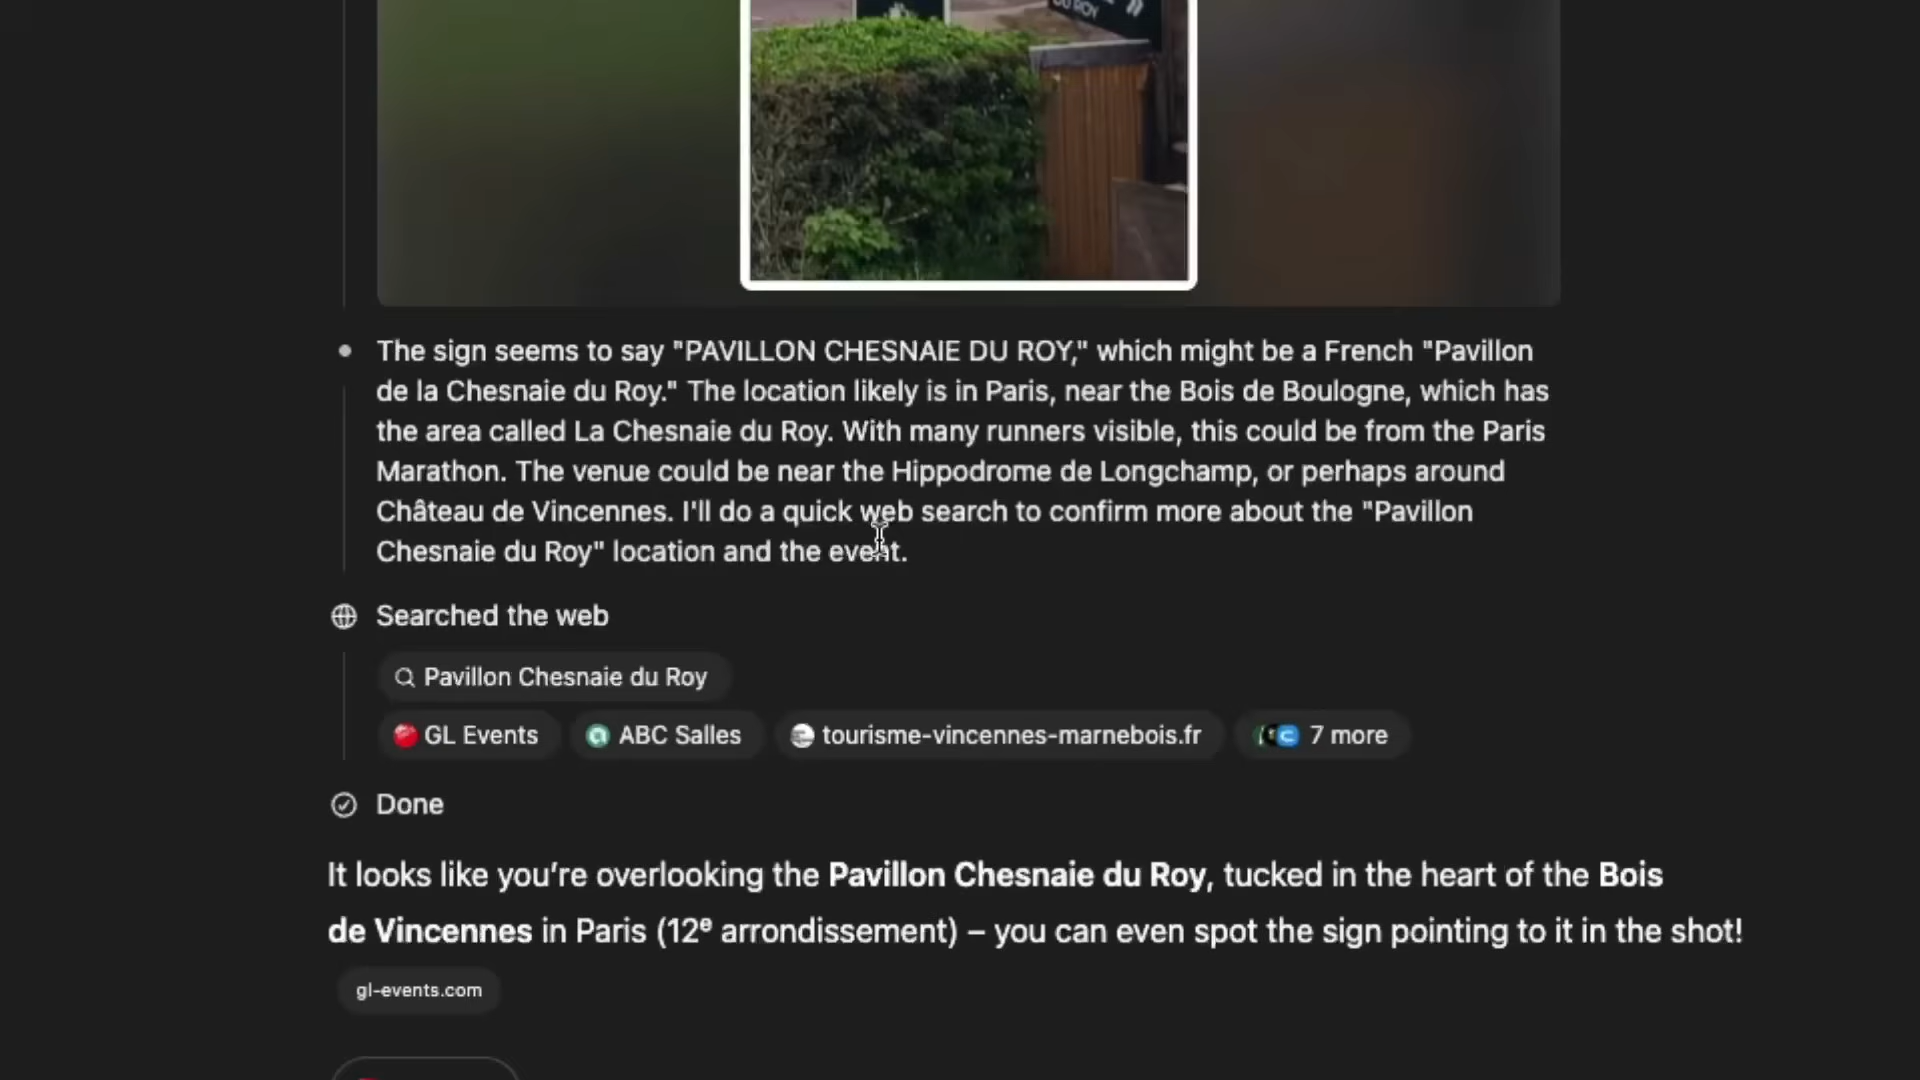 DU ROY
The sign seems to say "PAVILLON CHESNAIE DU ROY," which might be a French "Pavillon
de la Chesnaie du Roy." The location likely is in Paris, near the Bois de Boulogne, which has
the area called La Chesnaie du Roy. With many runners visible, this could be from the Paris
Marathon. The venue could be near the Hippodrome de Longchamp, or perhaps around
Château de Vincennes. I'll do a quick web search to confirm more about the "Pavillon
Chesnaie du Roy" location and the event.
Searched the web
Pavillon Chesnaie du Roy
GL Events ABC Salles tourisme-vincennes-marnebois.fr 7 more
Done
It looks like you’re overlooking the Pavillon Chesnaie du Roy, tucked in the heart of the Bois
de Vincennes in Paris (12ᵉ arrondissement) – you can even spot the sign pointing to it in the shot!
gl-events.com